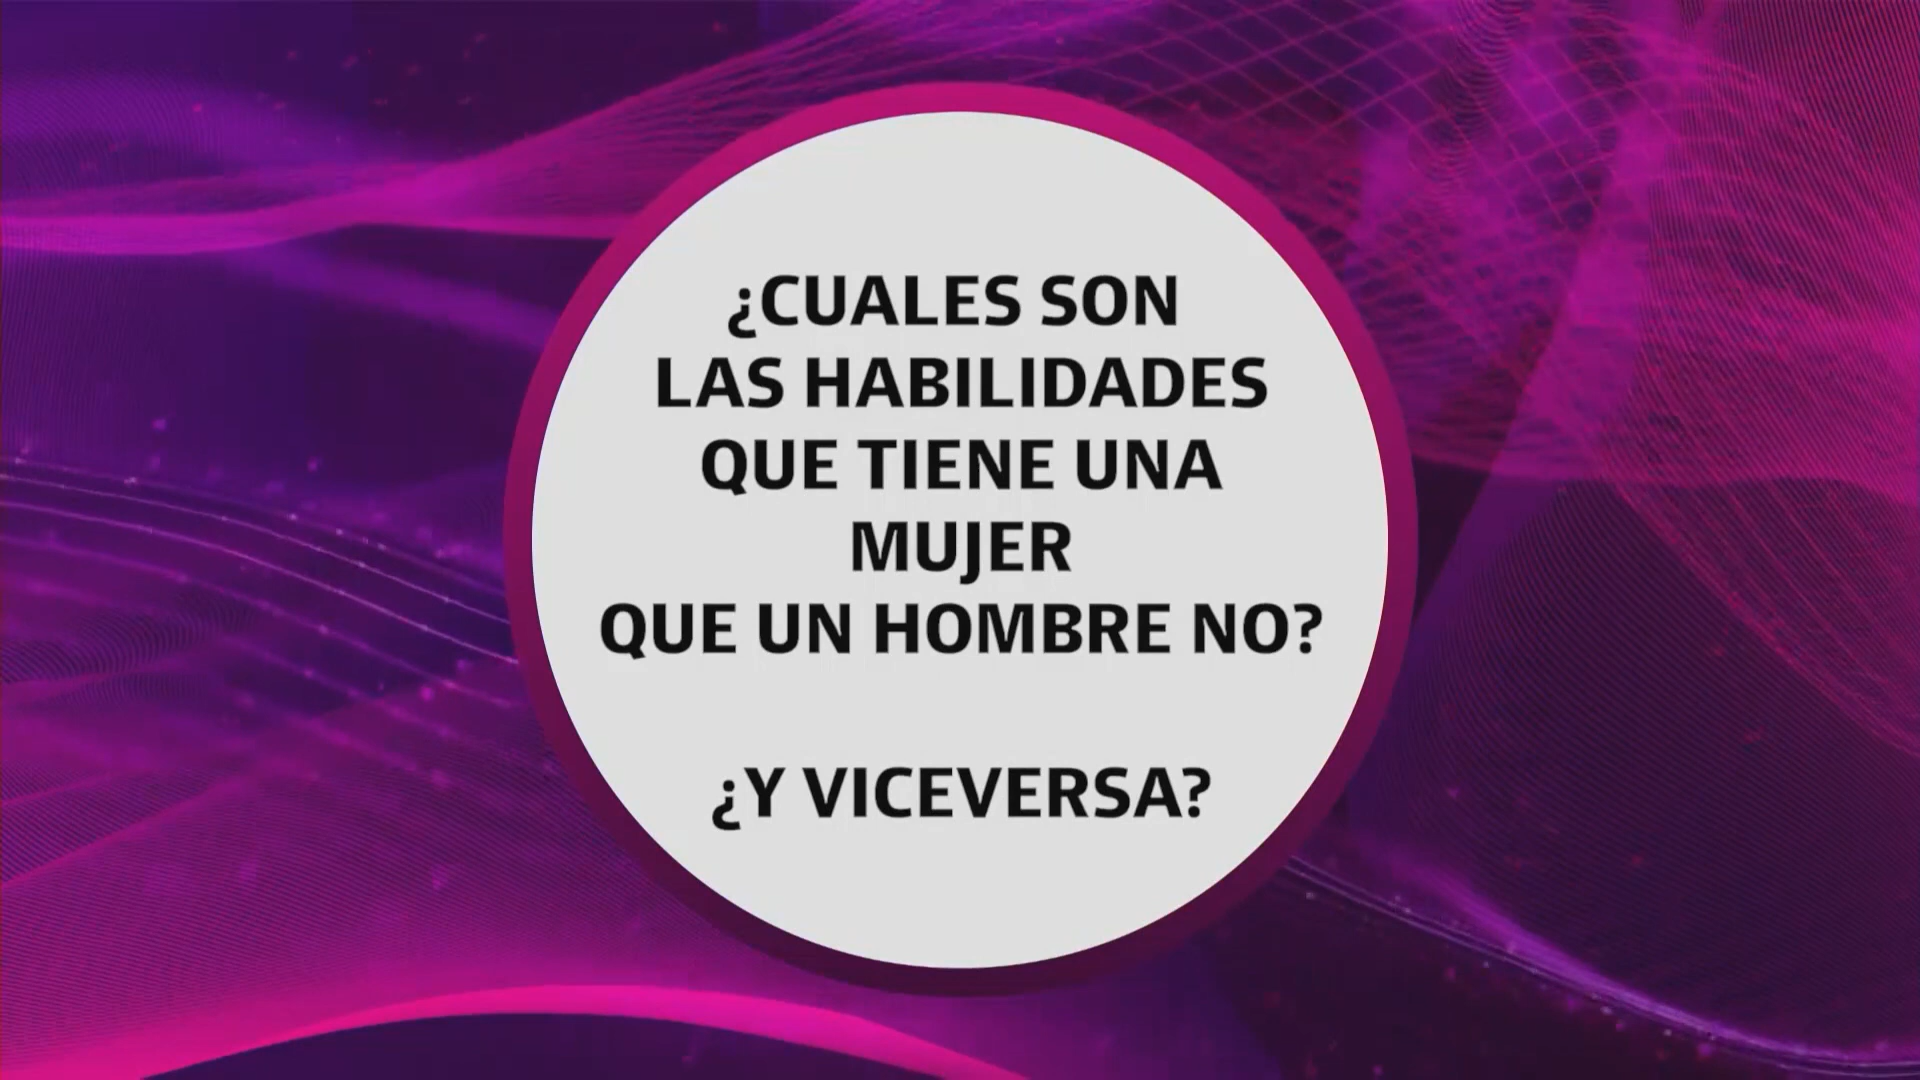 ¿CUALES SON
LAS HABILIDADES
QUE TIENE UNA
MUJER
QUE UN HOMBRE NO?
¿Y VICEVERSA?